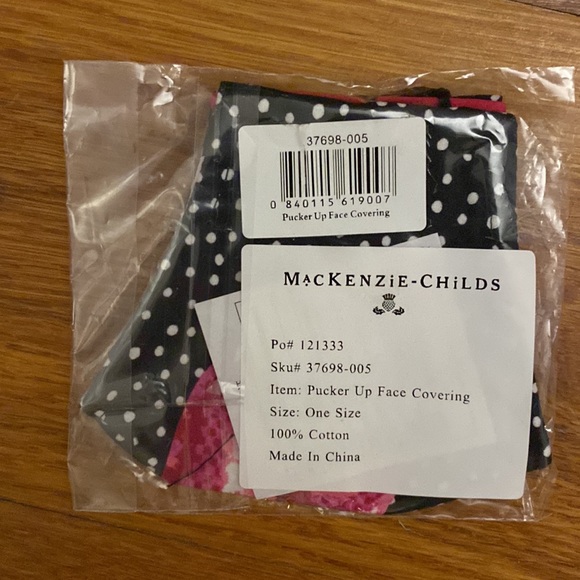 37698-005
0 840115 619007
Pucker Up Face Covering
MACKENZiE-CHiLDS
Po# 121333
Sku# 37698-005
Item: Pucker Up Face Covering
Size: One Size
100% Cotton
Made In China